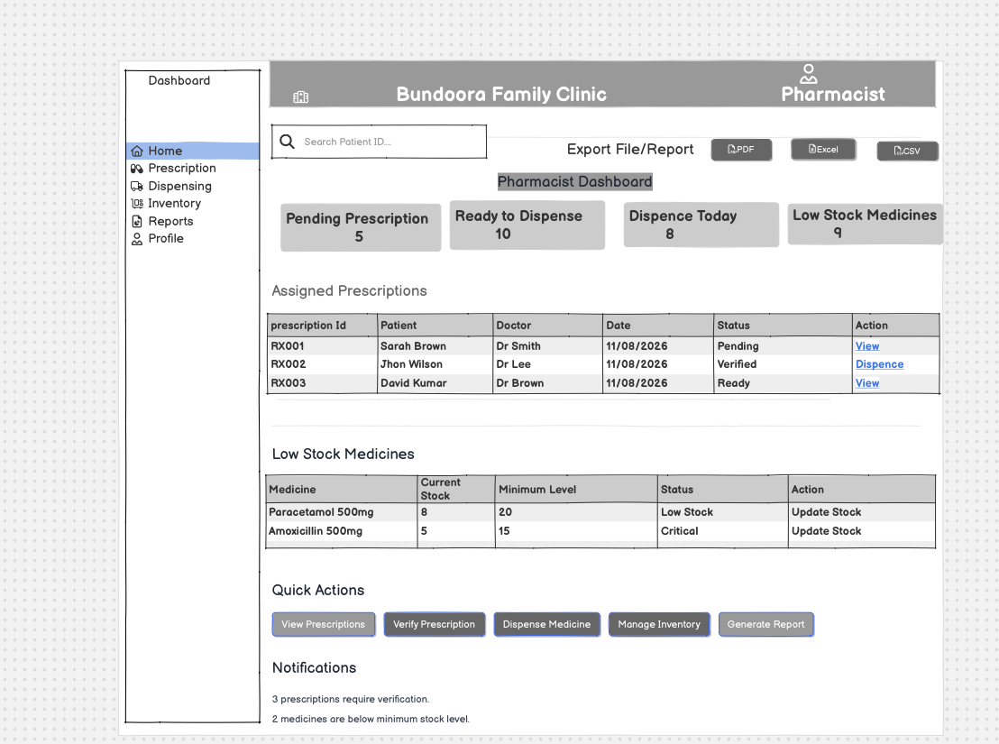 Dashboard
Bundoora Family Clinic
Pharmacist
Home
Prescription
Dispensing
Inventory
Reports
Profile
Search Patient ID....
Export File/Report
PDF
Excel
CSV
Pharmacist Dashboard
Pending Prescription
5
Ready to Dispense
10
Dispence Today
8
Low Stock Medicines
9
Assigned Prescriptions
prescription Id Patient Doctor Date Status Action
RX001 Sarah Brown Dr Smith 11/08/2026 Pending View
RX002 Jhon Wilson Dr Lee 11/08/2026 Verified Dispence
RX003 David Kumar Dr Brown 11/08/2026 Ready View
Low Stock Medicines
Medicine Current Stock Minimum Level Status Action
Paracetamol 500mg 8 20 Low Stock Update Stock
Amoxicillin 500mg 5 15 Critical Update Stock
Quick Actions
View Prescriptions Verify Prescription Dispense Medicine Manage Inventory Generate Report
Notifications
3 prescriptions require verification.
2 medicines are below minimum stock level.